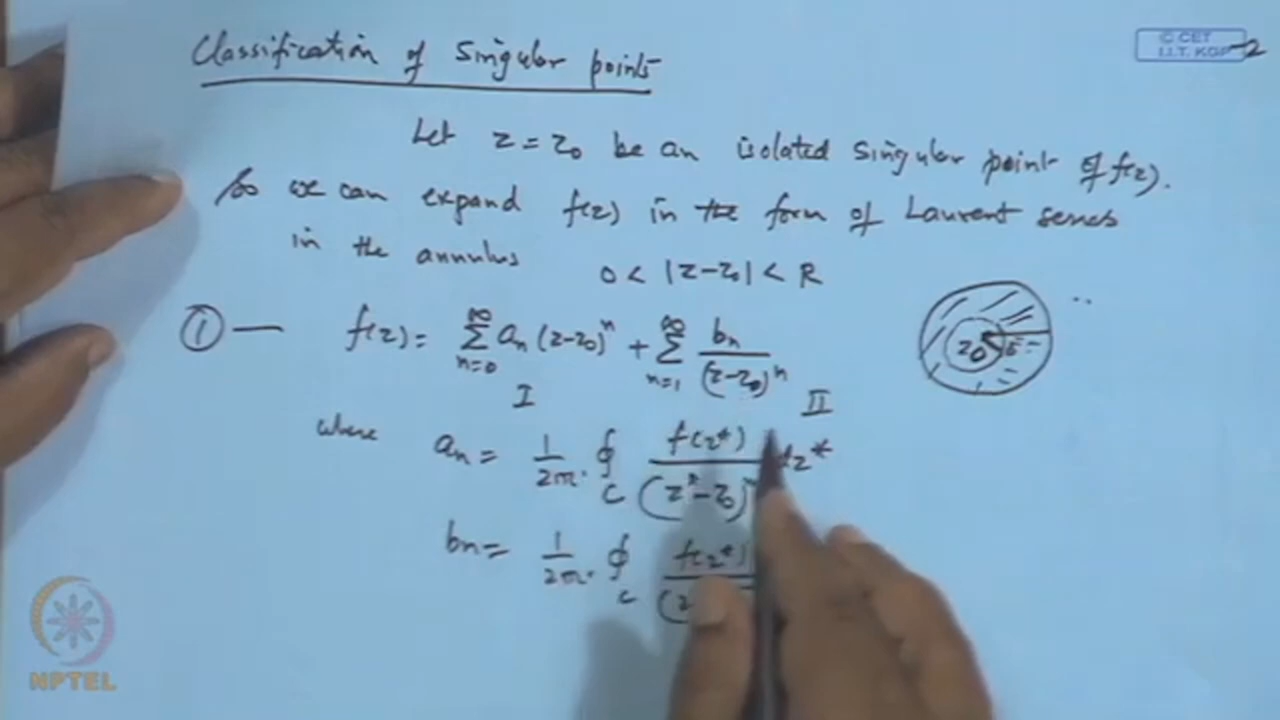 Classification of Singular points
© CET
I.I.T. KGP
2
Let z = z₀ be an isolated singular point of f(z).
So we can expand f(z) in the form of Laurent series
in the annulus 0 < |z-z₀| < R
① — f(z) = ∑_{n=0}^{∞} aₙ (z-z₀)ⁿ + ∑_{n=1}^{∞} bₙ/(z-z₀)ⁿ
I II
z₀
where aₙ = 1/2πi ∮_C f(z*)/(z*-z₀) dz*
bₙ = 1/2πi ∮_C f(z*)/(z
NPTEL